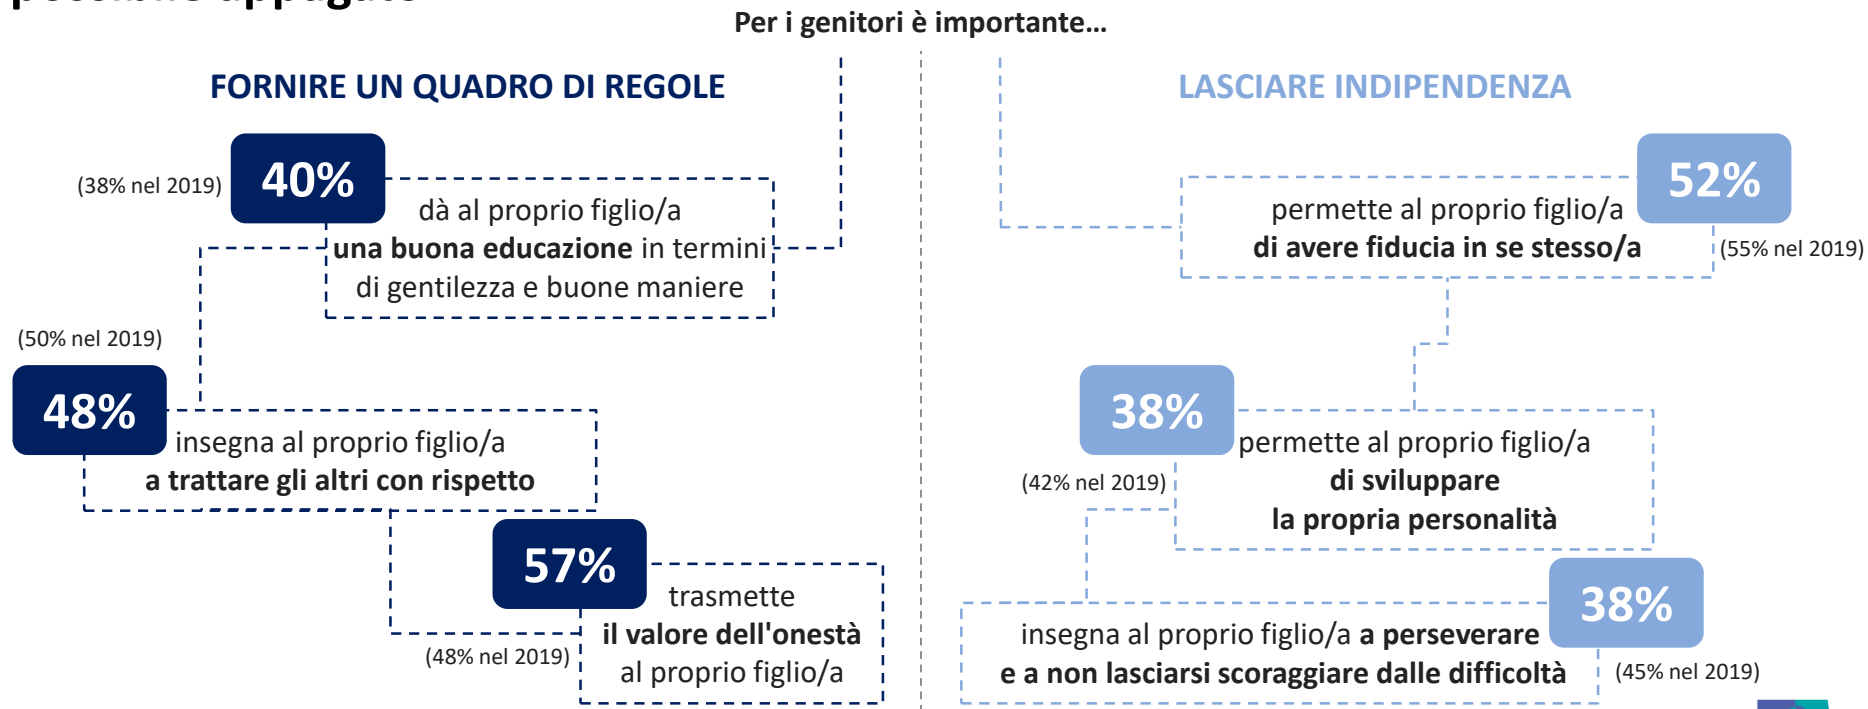 possibile appagato
Per i genitori è importante…
FORNIRE UN QUADRO DI REGOLE
(38% nel 2019)
40%
dà al proprio figlio/a
una buona educazione in termini
di gentilezza e buone maniere
(50% nel 2019)
48%
insegna al proprio figlio/a
a trattare gli altri con rispetto
57%
(48% nel 2019)
trasmette
il valore dell'onestà
al proprio figlio/a
LASCIARE INDIPENDENZA
52%
permette al proprio figlio/a
di avere fiducia in se stesso/a
(55% nel 2019)
38%
(42% nel 2019)
permette al proprio figlio/a
di sviluppare
la propria personalità
38%
insegna al proprio figlio/a a perseverare
e a non lasciarsi scoraggiare dalle difficoltà
(45% nel 2019)